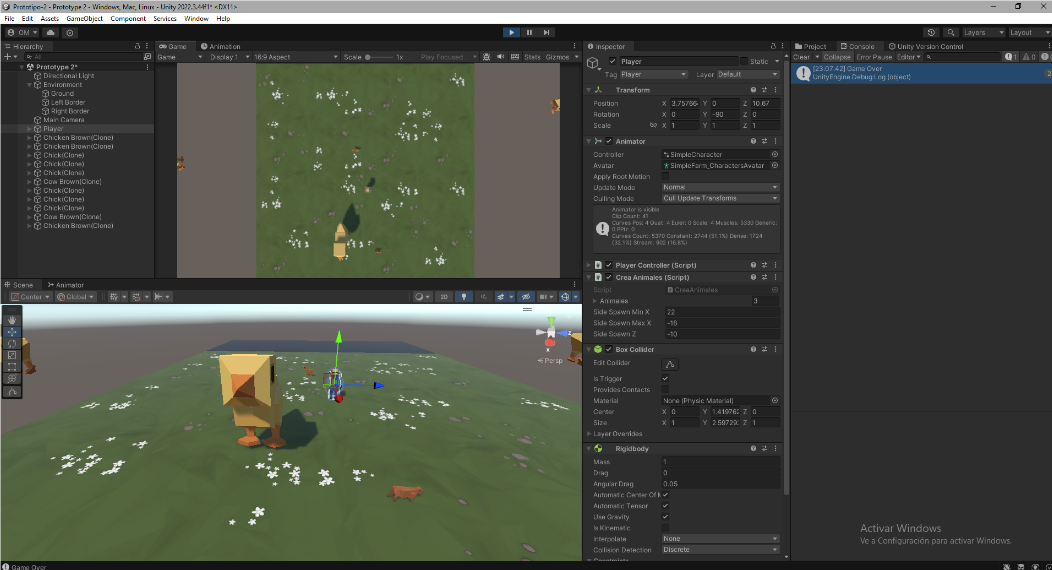 Prototipo-2 - Prototype 2 - Windows, Mac, Linux - Unity 2022.3.44f1* <DX11>
File Edit Assets GameObject Component Services Window Help
OM
Layers Layout
Hierarchy
All
Prototype 2*
Directional Light
Environment
Ground
Left Border
Right Border
Main Camera
Player
Chicken Brown(Clone)
Chicken Brown(Clone)
Chick(Clone)
Chick(Clone)
Chick(Clone)
Cow Brown(Clone)
Chick(Clone)
Chick(Clone)
Chick(Clone)
Cow Brown(Clone)
Chicken Brown(Clone)
Game Animation
Game Display 1 16:9 Aspect Scale 1x Play Focused Stats Gizmos
Scene Animator
Center Global 2D
Persp
Inspector
Player Static
Tag Player Layer Default
Transform
Position X 3.75766 Y 0 Z 10.67
Rotation X 0 Y -90 Z 0
Scale X 1 Y 1 Z 1
Animator
Controller SimpleCharacter
Avatar SimpleFarm_CharactersAvatar
Apply Root Motion
Update Mode Normal
Culling Mode Cull Update Transforms
Animator is visible
Clip Count: 41
Curves Pos: 4 Quat: 4 Euler: 0 Scale: 4 Muscles: 5330 Generic:
0 PPtr: 0
Curves Count: 5370 Constant: 2744 (51.1%) Dense: 1724
(32.1%) Stream: 902 (16.8%)
Player Controller (Script)
Crea Animales (Script)
Script CreaAnimales
Animales 3
Side Spawn Min X 22
Side Spawn Max X -18
Side Spawn Z -10
Box Collider
Edit Collider
Is Trigger
Provides Contacts
Material None (Physic Material)
Center X 0 Y 1.419762 Z 0
Size X 1 Y 2.59729 Z 1
Layer Overrides
Rigidbody
Mass 1
Drag 0
Angular Drag 0.05
Automatic Center Of M
Automatic Tensor
Use Gravity
Is Kinematic
Interpolate None
Collision Detection Discrete
Constraints
Project Console Unity Version Control
Clear Collapse Error Pause Editor 1 0 0
[23:07:42] Game Over
UnityEngine.Debug:Log (object)
2
Activar Windows
Ve a Configuración para activar Windows.
Game Over